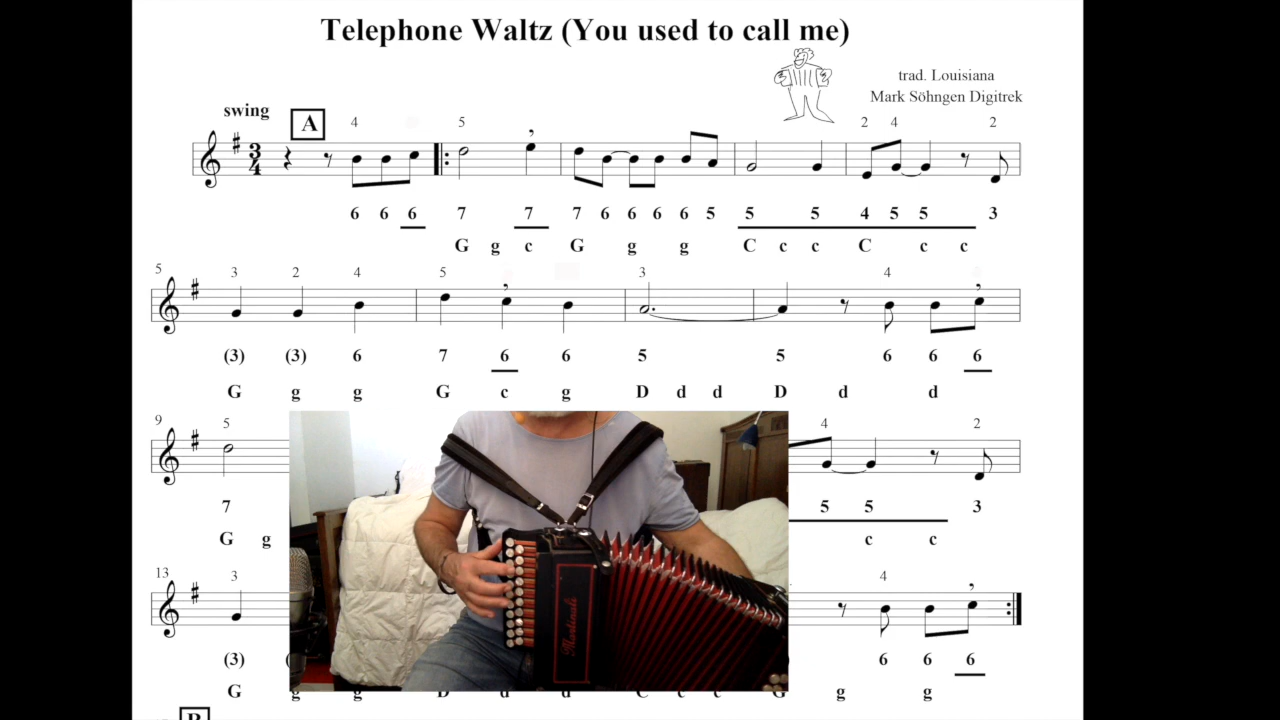 Telephone Waltz (You used to call me)
trad. Louisiana
Mark Söhngen Digitrek
swing
A 4 5 2 4 2
3
4
6 6 6 7 7 7 6 6 6 6 5 5 5 4 5 5 3
G g c G g g C c c C c c
5 3 2 4 5 3 4
(3) (3) 6 7 6 6 5 5 6 6 6
G g g G c g D d d D d d
9 5 4 2
7 5 5 3
G g c c
13 3 4
(3) 6 6 6
G g g D d d C c c G g g
B